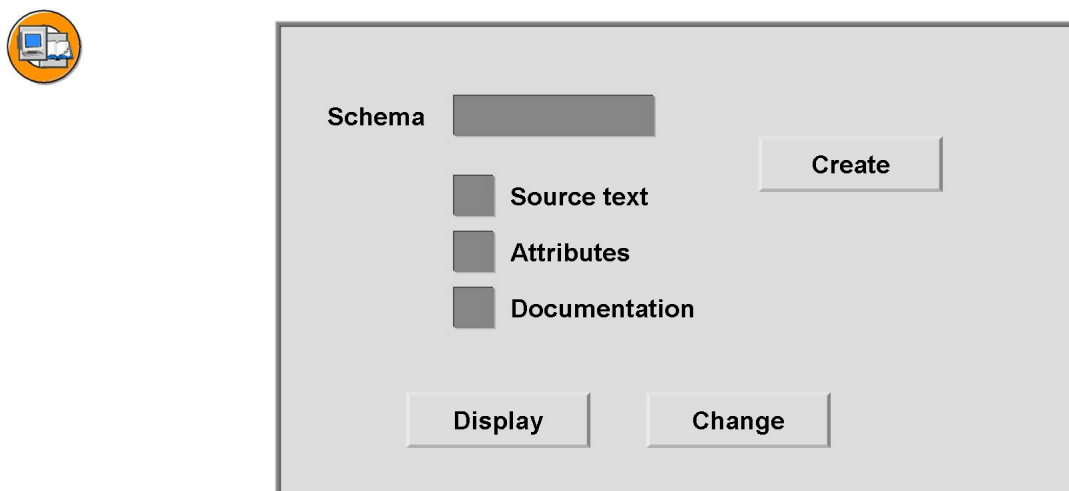 Schema
Create
Source text
Attributes
Documentation
Display Change